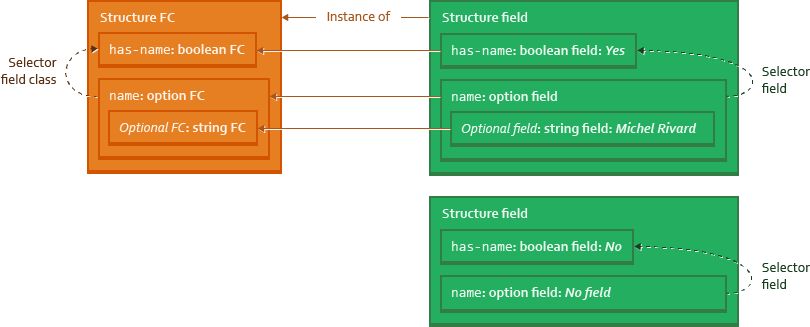 Structure FC
Instance of
Structure field
has-name: boolean FC
has-name: boolean field: Yes
Selector
field class
Selector
field
name: option FC
name: option field
Optional FC: string FC
Optional field: string field: Michel Rivard
Structure field
has-name: boolean field: No
Selector
field
name: option field: No field